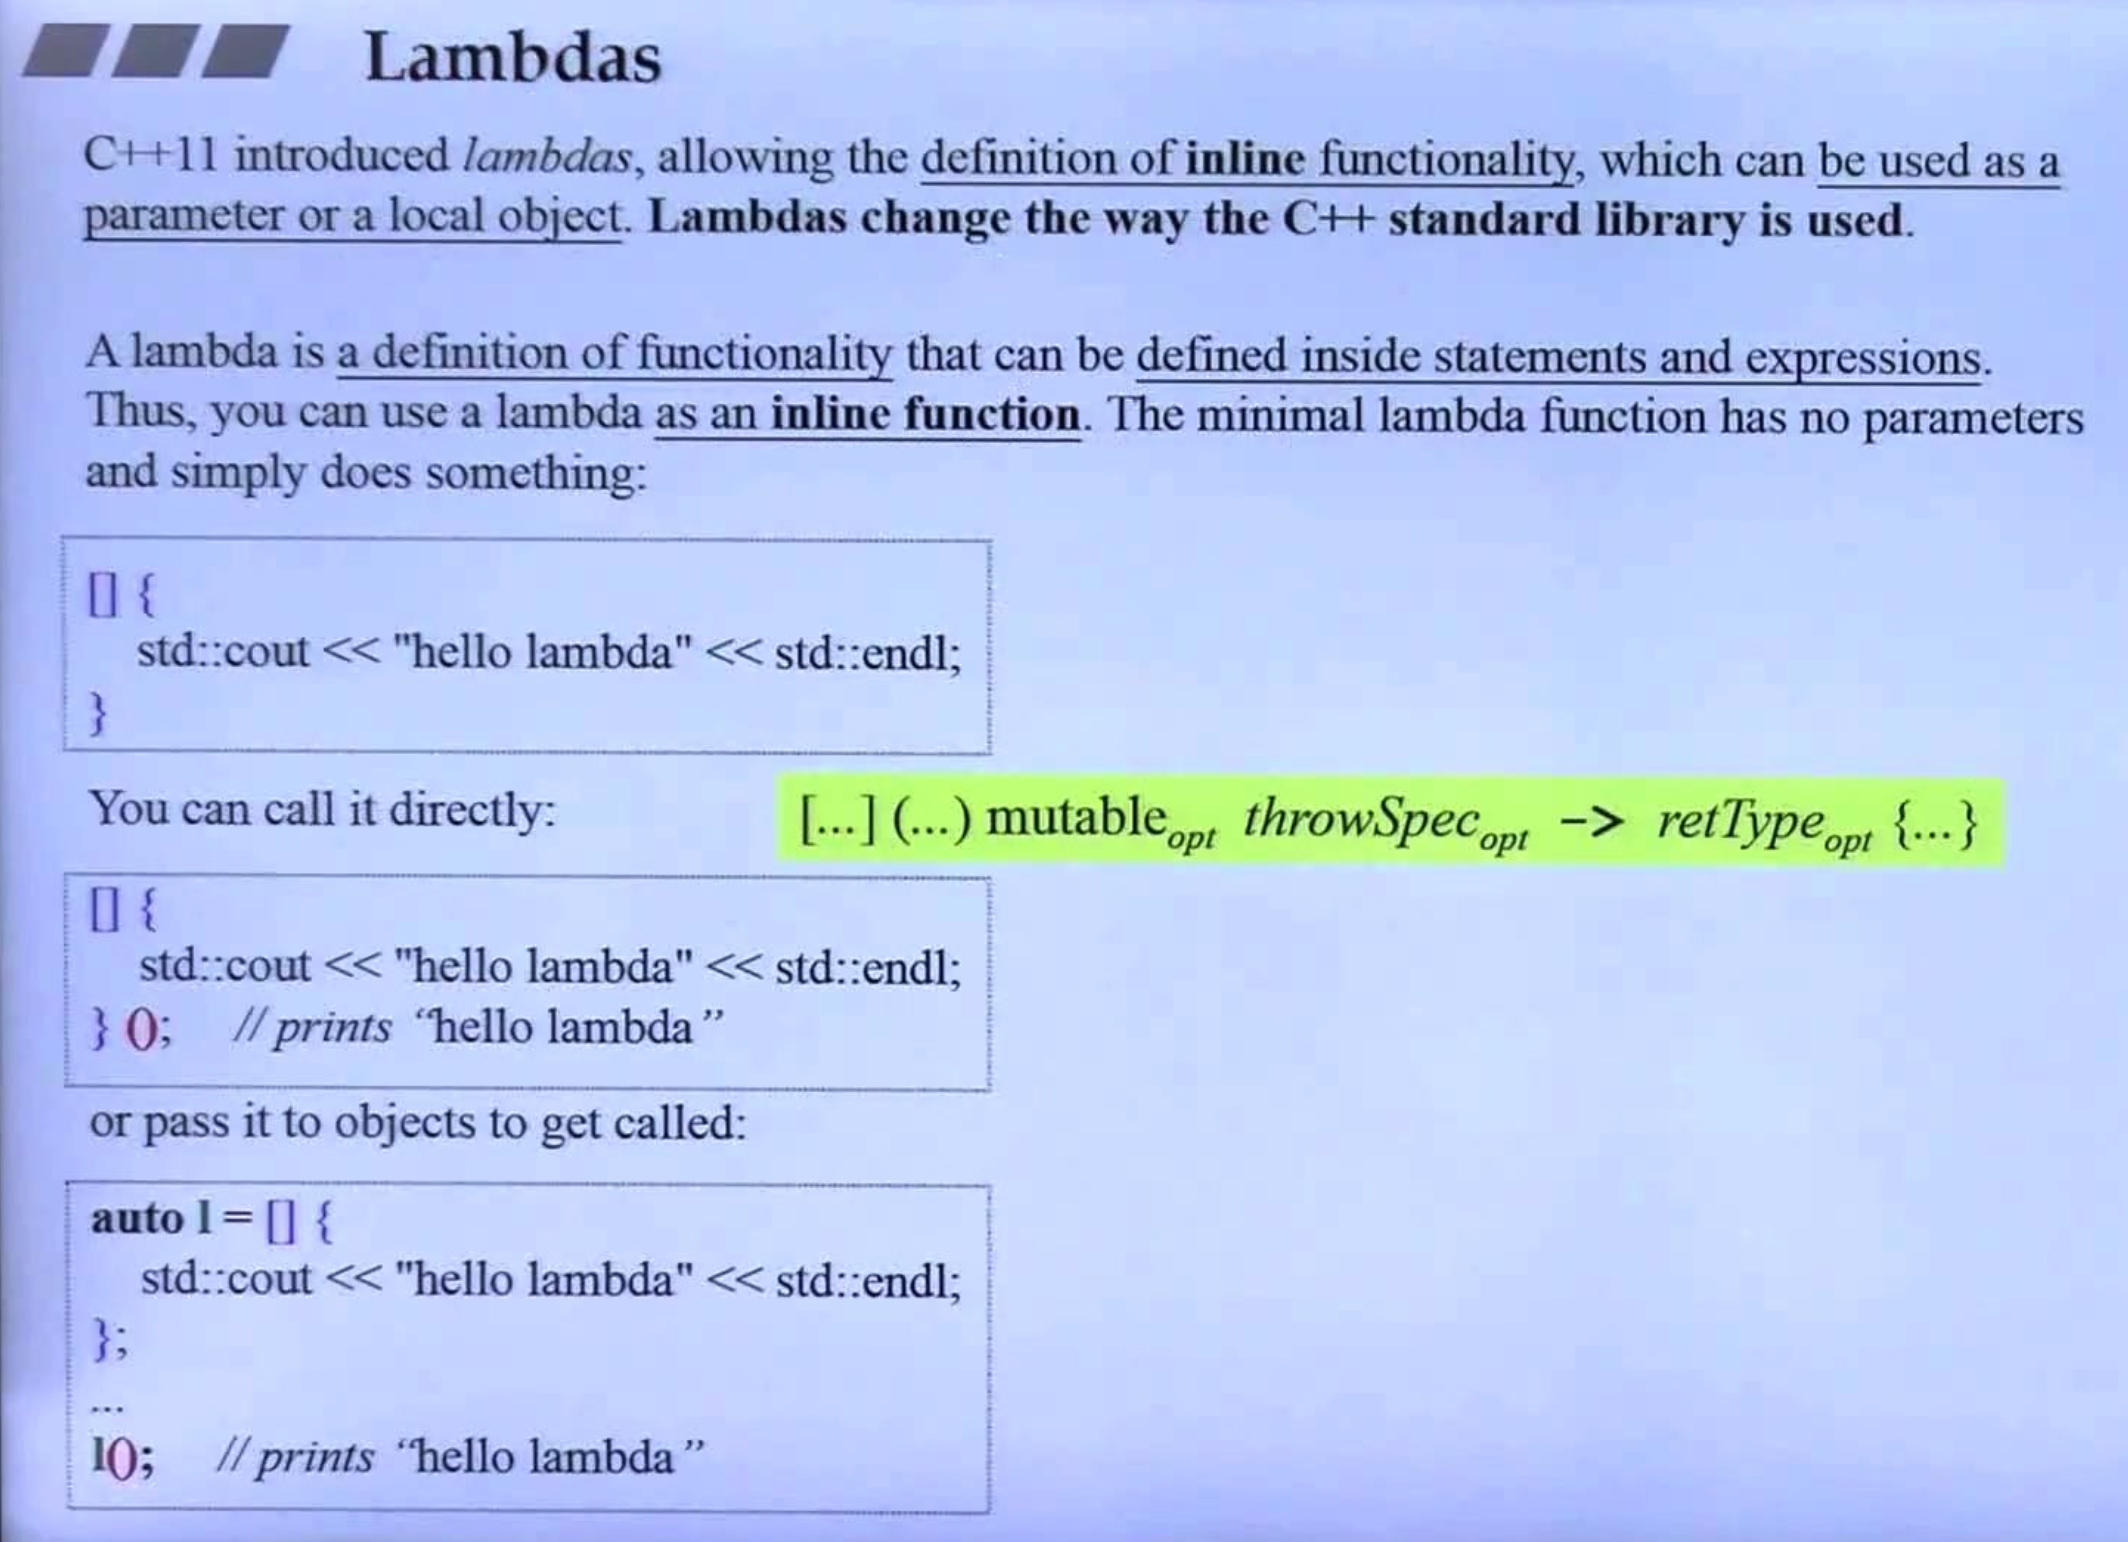 Lambdas
C++11 introduced lambdas, allowing the definition of inline functionality, which can be used as a
parameter or a local object. Lambdas change the way the C++ standard library is used.
A lambda is a definition of functionality that can be defined inside statements and expressions.
Thus, you can use a lambda as an inline function. The minimal lambda function has no parameters
and simply does something:
[] {
std::cout << "hello lambda" << std::endl;
}
You can call it directly:
[...] (...) mutable opt throwSpec opt -> retType opt {...}
[] {
std::cout << "hello lambda" << std::endl;
} (); // prints “hello lambda”
or pass it to objects to get called:
auto l = [] {
std::cout << "hello lambda" << std::endl;
};
...
l(); // prints “hello lambda”